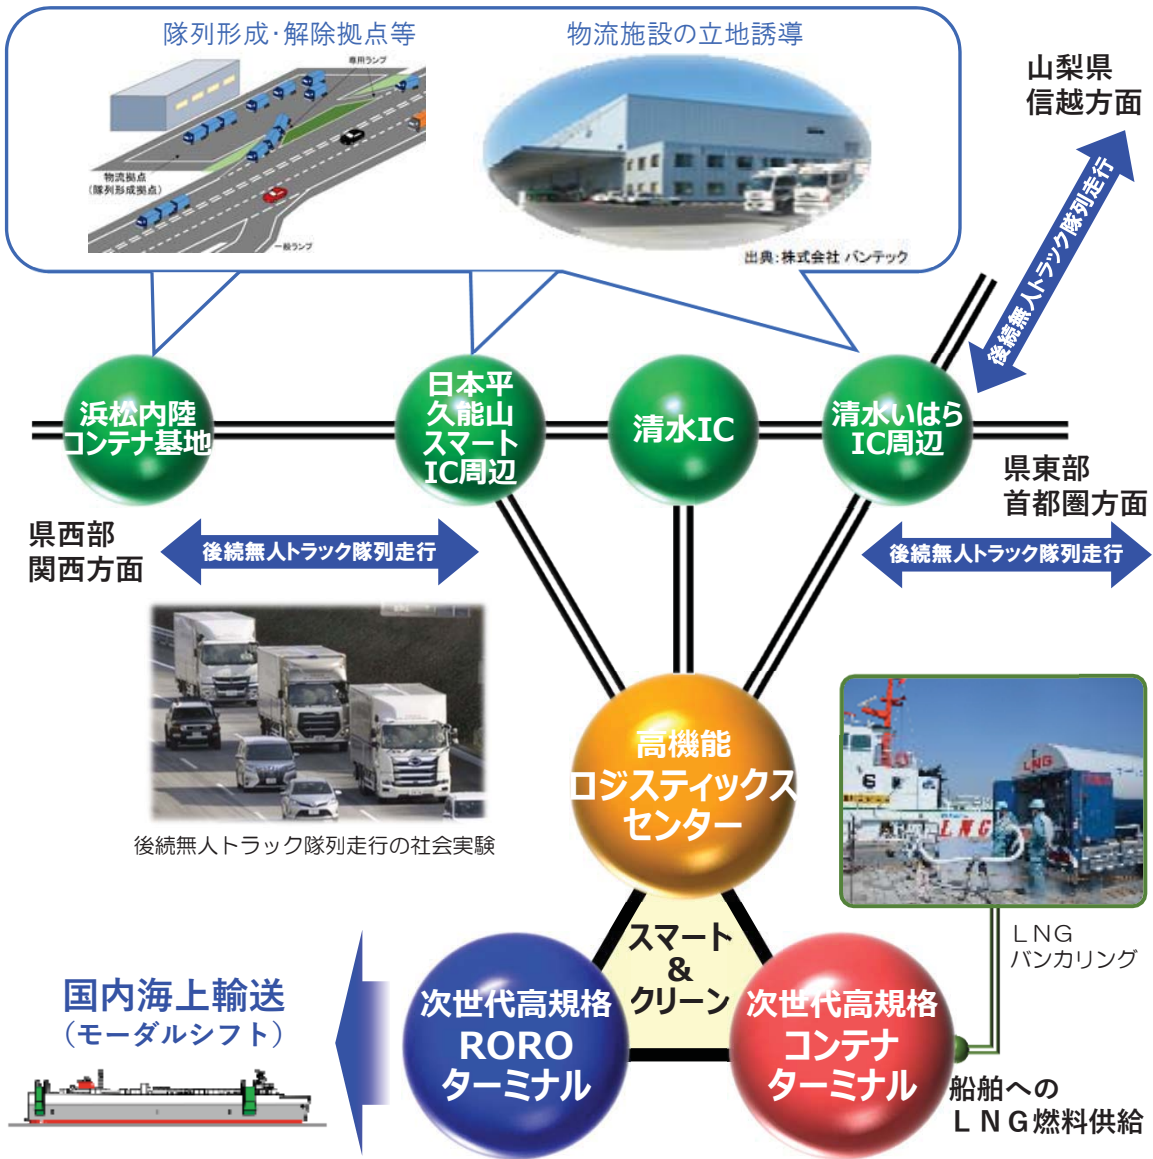 隊列形成・解除拠点等
物流施設の立地誘導
専用ランプ
物流拠点
(隊列形成拠点)
一般ランプ
出典：株式会社 バンテック
山梨県
信越方面
後続無人トラック隊列走行
浜松内陸
コンテナ基地
日本平
久能山
スマート
IC周辺
清水IC
清水いはら
IC周辺
県東部
首都圏方面
県西部
関西方面
後続無人トラック隊列走行
後続無人トラック隊列走行
後続無人トラック隊列走行の社会実験
高機能
ロジスティックス
センター
LNG
LNG
6
ＬＮＧ
バンカリング
スマート
&
クリーン
国内海上輸送
（モーダルシフト）
次世代高規格
RORO
ターミナル
次世代高規格
コンテナ
ターミナル
船舶への
ＬＮＧ燃料供給